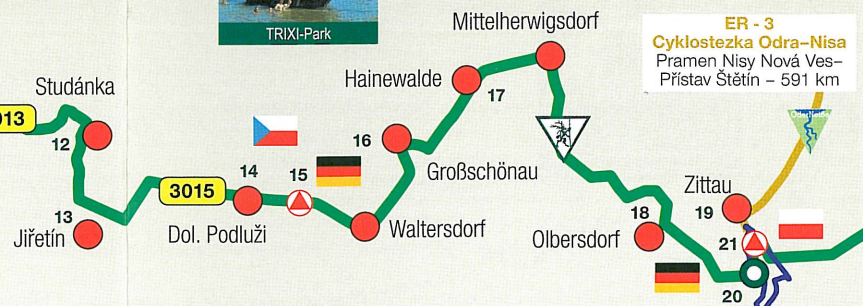 TRIXI-Park
Mittelherwigsdorf
ER - 3
Cyklostezka Odra–Nisa
Pramen Nisy Nová Ves–
Přístav Štětín – 591 km
Studánka
Hainewalde
17
013
12
16
14
15
3015
Großschönau
Zittau
19
18
13
Jiřetín
Dol. Podluži
Waltersdorf
Olbersdorf
21
20